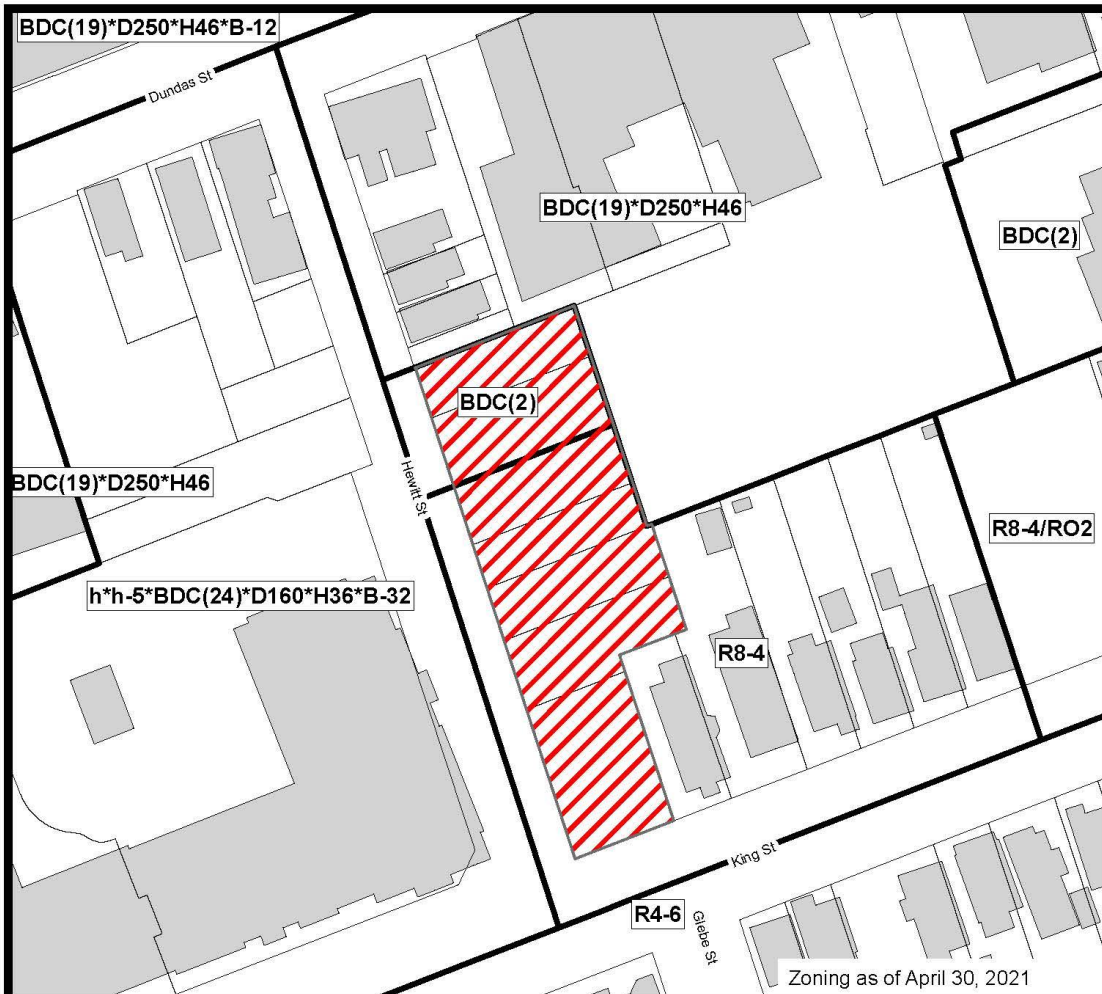 BDC(19)*D250*H46*B-12
Dundas St
BDC(19)*D250*H46
BDC(2)
BDC(2)
Hewitt St
BDC(19)*D250*H46
R8-4/RO2
h*h-5*BDC(24)*D160*H36*B-32
R8-4
King St
R4-6
Glebe St
Zoning as of April 30, 2021